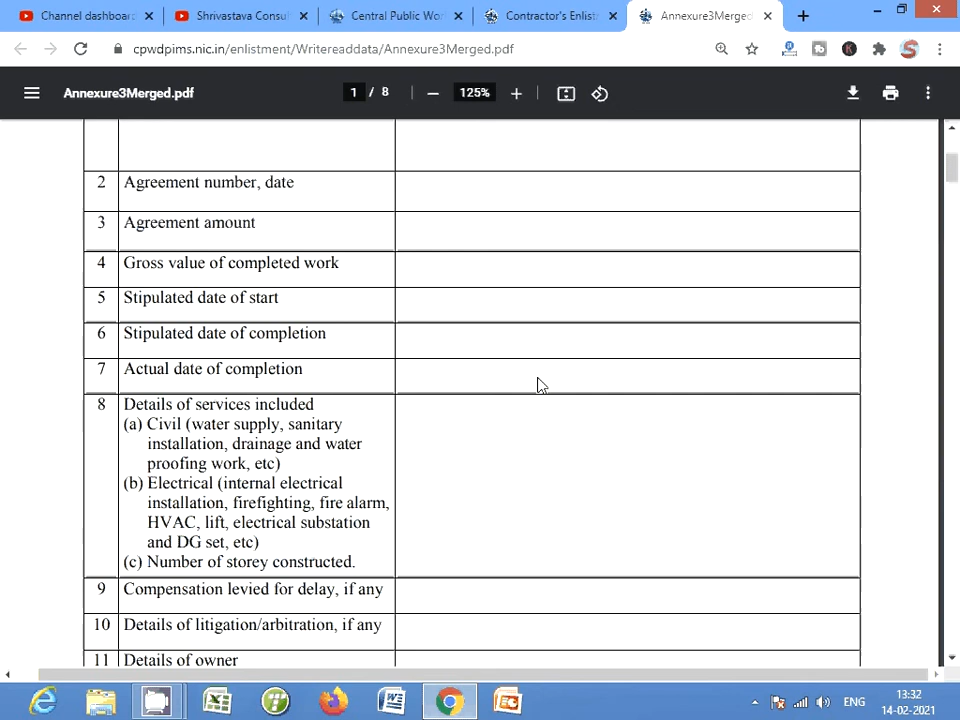 Channel dashboard
Shrivastava Consul
Central Public Wor
Contractor's Enlist
Annexure3Merged
cpwdpims.nic.in/enlistment/Writereaddata/Annexure3Merged.pdf
Annexure3Merged.pdf
1 / 8
125%
2 Agreement number, date
3 Agreement amount
4 Gross value of completed work
5 Stipulated date of start
6 Stipulated date of completion
7 Actual date of completion
8 Details of services included
(a) Civil (water supply, sanitary
installation, drainage and water
proofing work, etc)
(b) Electrical (internal electrical
installation, firefighting, fire alarm,
HVAC, lift, electrical substation
and DG set, etc)
(c) Number of storey constructed.
9 Compensation levied for delay, if any
10 Details of litigation/arbitration, if any
11 Details of owner
ENG
13:32
14-02-2021